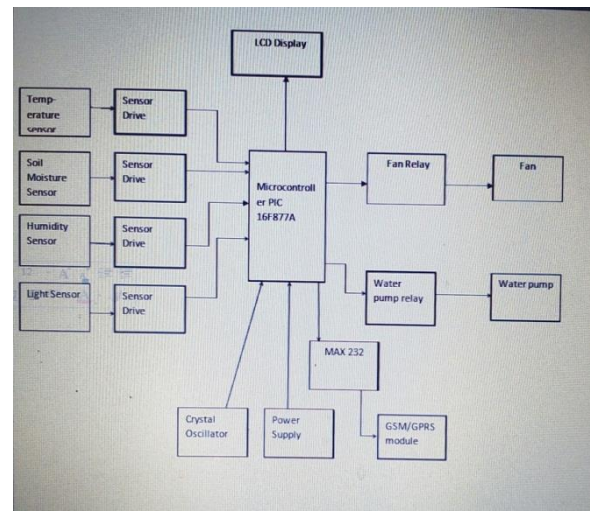 LCD Display
Temp-
erature
sensor
Sensor
Drive
Soil
Moisture
Sensor
Sensor
Drive
Humidity
Sensor
Sensor
Drive
Light Sensor
Sensor
Drive
Microcontroll
er PIC
16F877A
Fan Relay
Fan
Water
pump relay
Water pump
MAX 232
Crystal
Oscillator
Power
Supply
GSM/GPRS
module